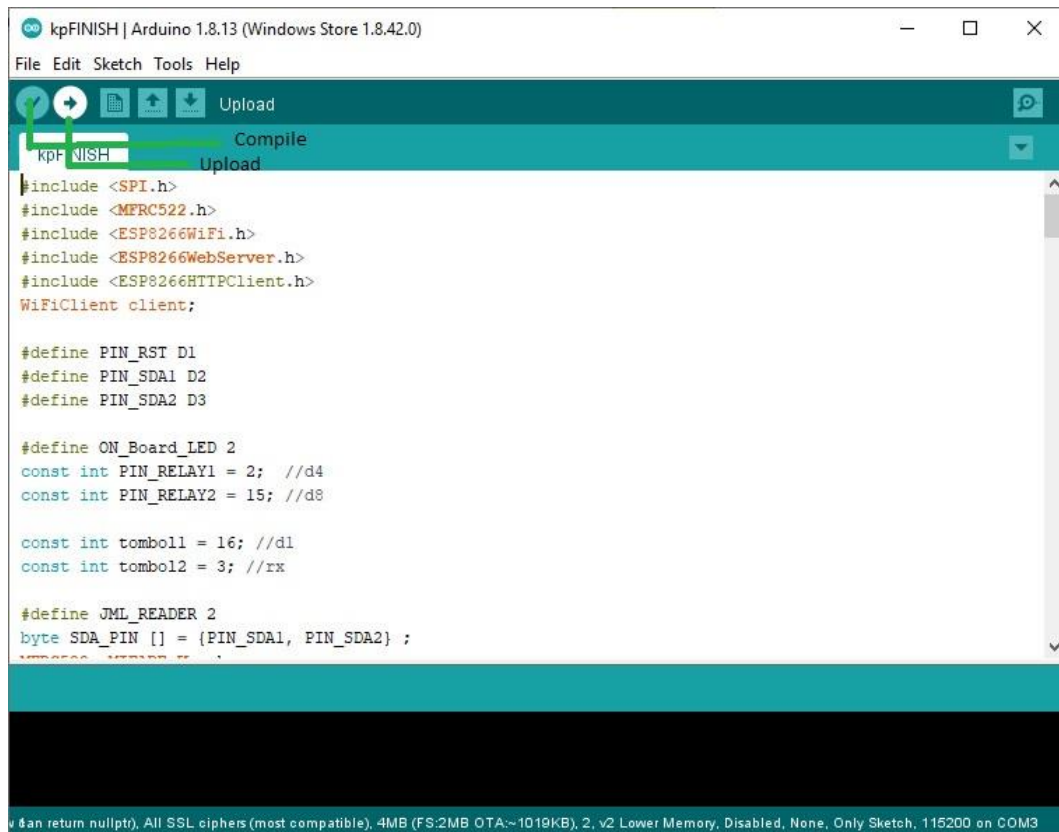 kpFINISH | Arduino 1.8.13 (Windows Store 1.8.42.0)
File Edit Sketch Tools Help
Upload
Compile
kpFINISH
Upload
#include <SPI.h>
#include <MFRC522.h>
#include <ESP8266WiFi.h>
#include <ESP8266WebServer.h>
#include <ESP8266HTTPClient.h>
WiFiClient client;
#define PIN_RST D1
#define PIN_SDA1 D2
#define PIN_SDA2 D3
#define ON_Board_LED 2
const int PIN_RELAY1 = 2; //d4
const int PIN_RELAY2 = 15; //d8
const int tombol1 = 16; //d1
const int tombol2 = 3; //rx
#define JML_READER 2
byte SDA_PIN [] = {PIN_SDA1, PIN_SDA2} ;
return nullptr), All SSL ciphers (most compatible), 4MB (FS:2MB OTA:~1019KB), 2, v2 Lower Memory, Disabled, None, Only Sketch, 115200 on COM3